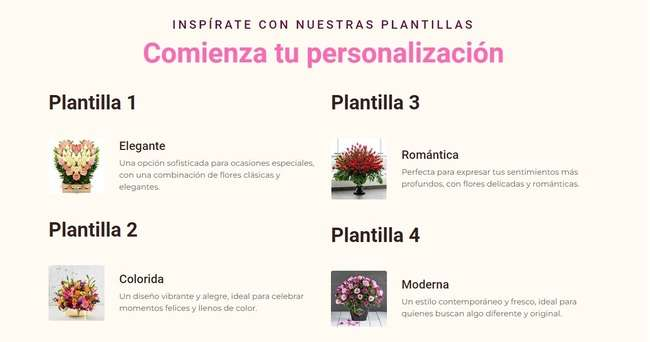 INSPÍRATE CON NUESTRAS PLANTILLAS
Comienza tu personalización
Plantilla 1
Elegante
Una opción sofisticada para ocasiones especiales,
con una combinación de flores clásicas y
elegantes.
Plantilla 2
Colorida
Un diseño vibrante y alegre, ideal para celebrar
momentos felices y llenos de color.
Plantilla 3
Romántica
Perfecta para expresar tus sentimientos más
profundos, con flores delicadas y románticas.
Plantilla 4
Moderna
Un estilo contemporáneo y fresco, ideal para
quienes buscan algo diferente y original.